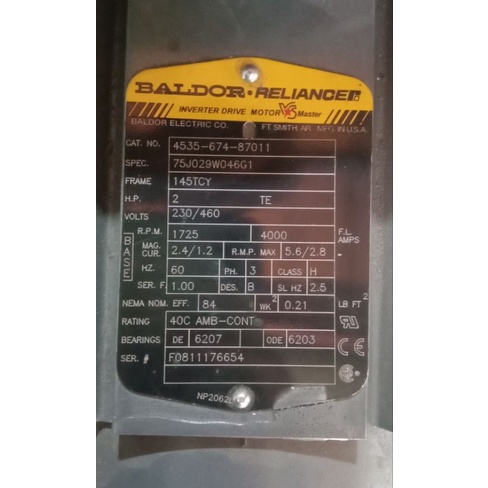 BALDOR • RELIANCE
INVERTER DRIVE MOTOR VS Master
BALDOR ELECTRIC CO. FT. SMITH, AR MFG. IN U.S.A.
CAT. NO. 4535-674-87011
SPEC. 75J029W046G1
FRAME 145TCY
H.P. 2 TE
VOLTS 230/460
BASE
R.P.M. 1725 4000 F.L. AMPS
MAG. CUR. 2.4/1.2 R.M.P. MAX 5.6/2.8 -
HZ. 60 PH. 3 CLASS H
SER. F. 1.00 DES. B SL HZ 2.5
NEMA NOM. EFF. 84 WK² 0.21 LB FT²
RATING 40C AMB-CONT
BEARINGS DE 6207 ODE 6203 CE
SER. # F0811176654